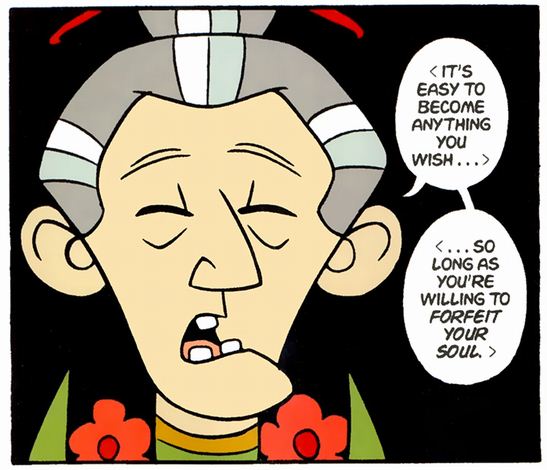 < IT'S
EASY TO
BECOME
ANYTHING
YOU
WISH...>
<...SO
LONG AS
YOU'RE
WILLING TO
FORFEIT
YOUR
SOUL. >